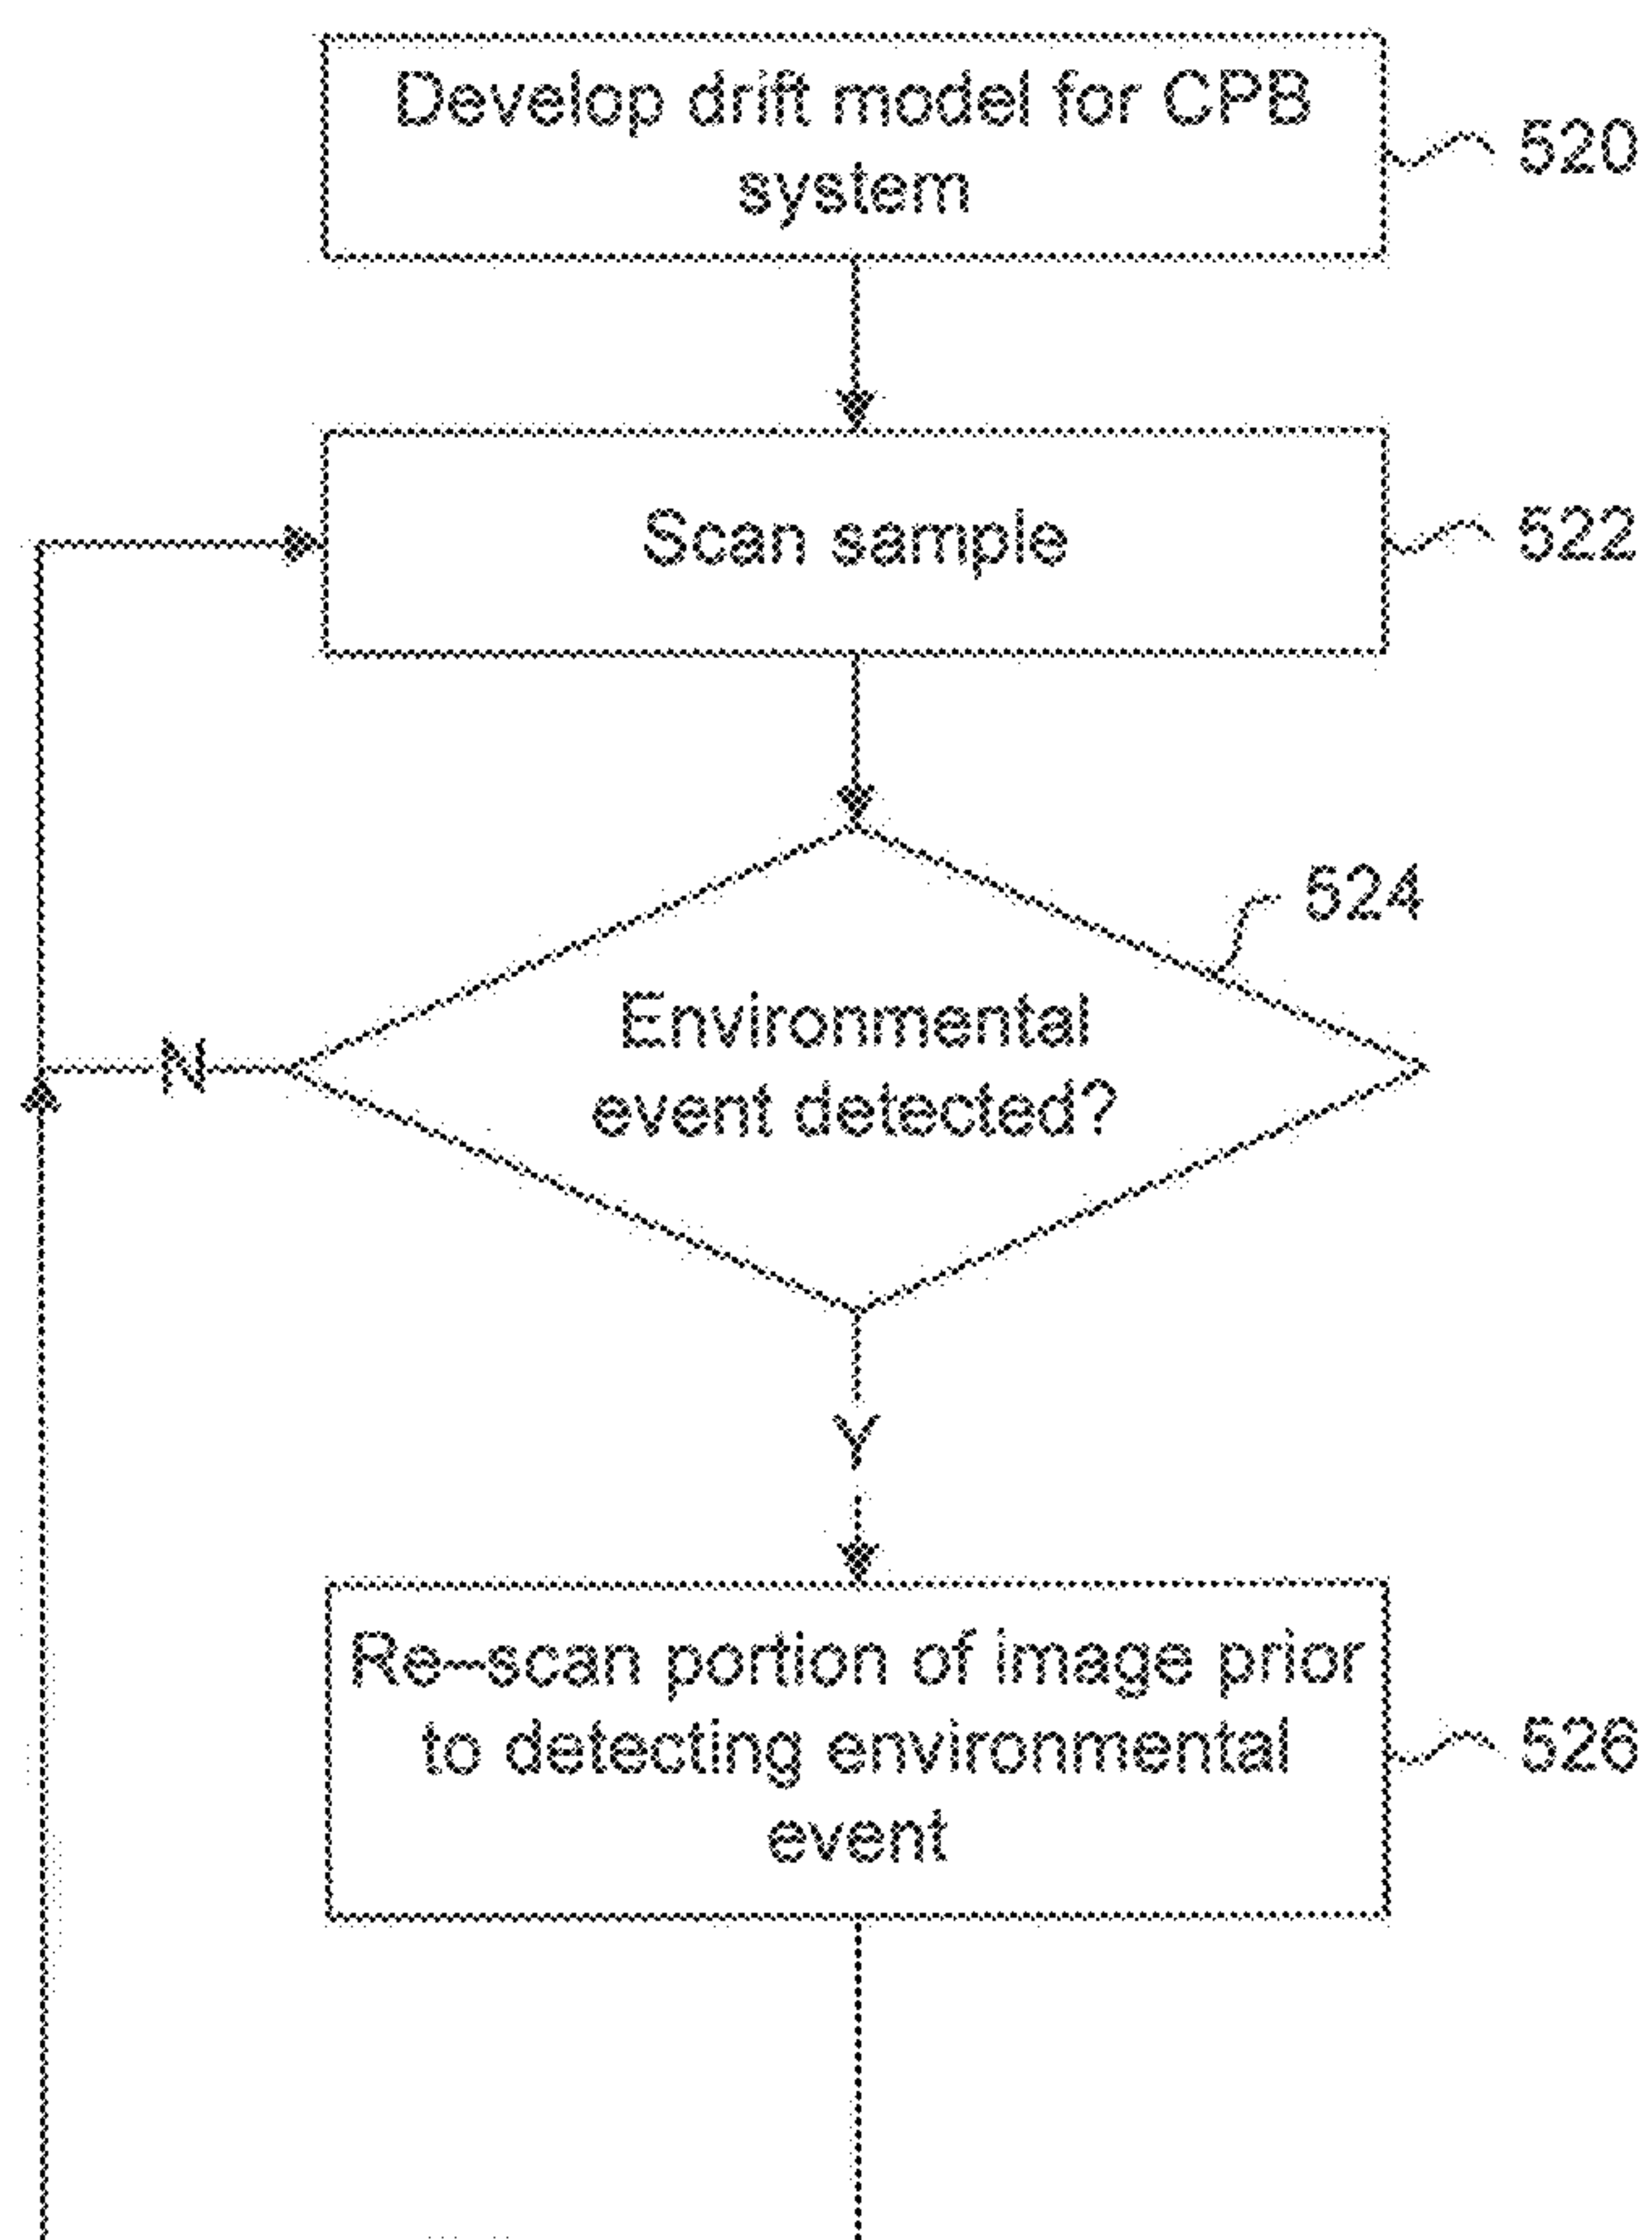 Develop drift model for CPB
system
520
Scan sample
522
524
Environmental
event detected?
N
Y
Re-scan portion of image prior
to detecting environmental
event
526